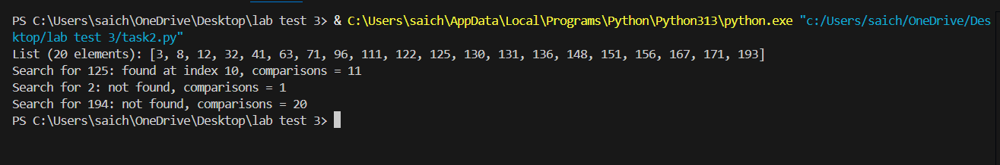 PS C:\Users\saich\OneDrive\Desktop\lab test 3> & C:\Users\saich\AppData\Local\Programs\Python\Python313\python.exe "c:/Users/saich/OneDrive/Des
ktop/lab test 3/task2.py"
List (20 elements): [3, 8, 12, 32, 41, 63, 71, 96, 111, 122, 125, 130, 131, 136, 148, 151, 156, 167, 171, 193]
Search for 125: found at index 10, comparisons = 11
Search for 2: not found, comparisons = 1
Search for 194: not found, comparisons = 20
PS C:\Users\saich\OneDrive\Desktop\lab test 3>